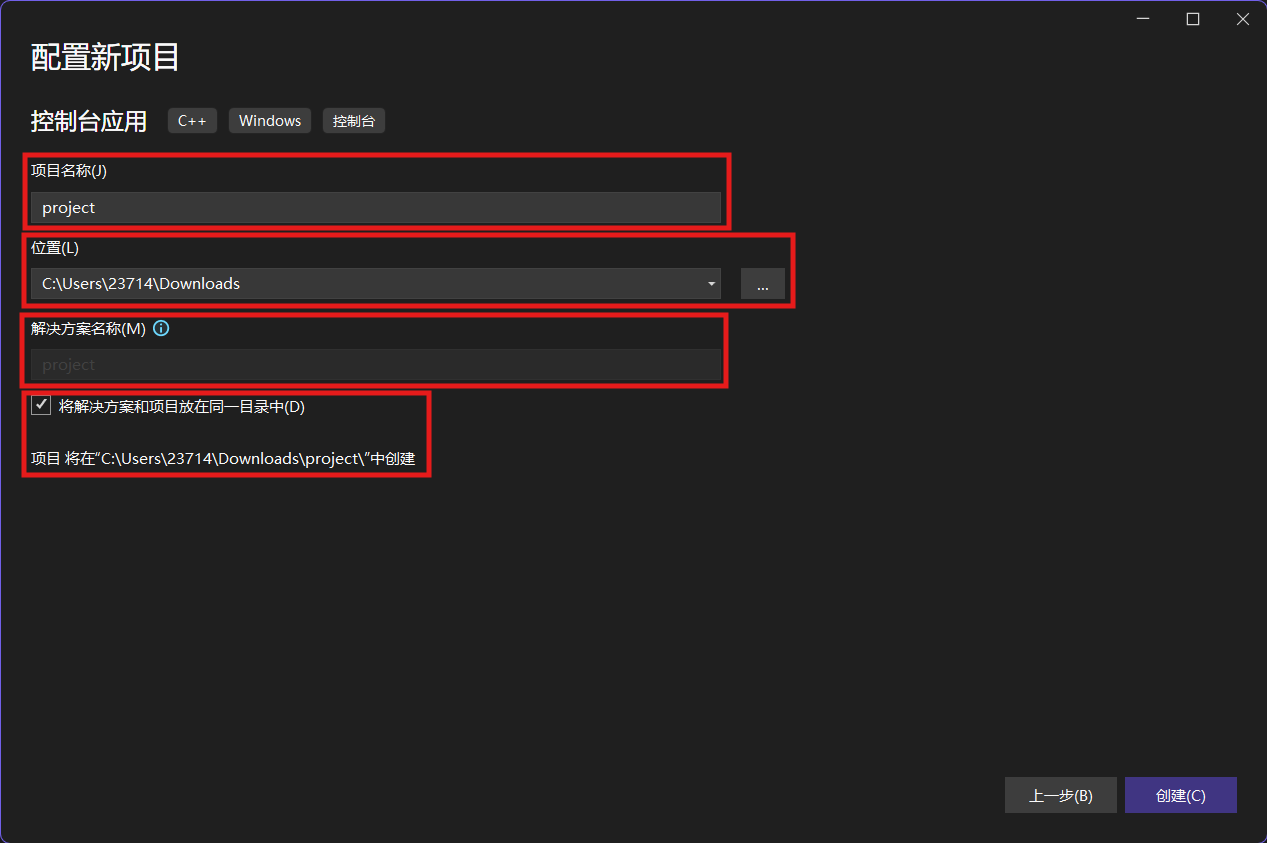 配置新项目
控制台应用 C++ Windows 控制台
项目名称(J)
project
位置(L)
C:\Users\23714\Downloads
...
解决方案名称(M)
project
将解决方案和项目放在同一目录中(D)
项目 将在“C:\Users\23714\Downloads\project\”中创建
上一步(B) 创建(C)